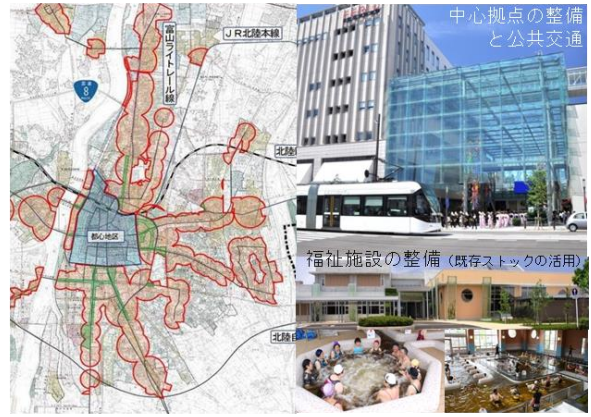 中心拠点の整備
と公共交通
JR北陸本線
富山ライトレール線
8
都心地区
北陸
北陸
福祉施設の整備(既存ストックの活用)